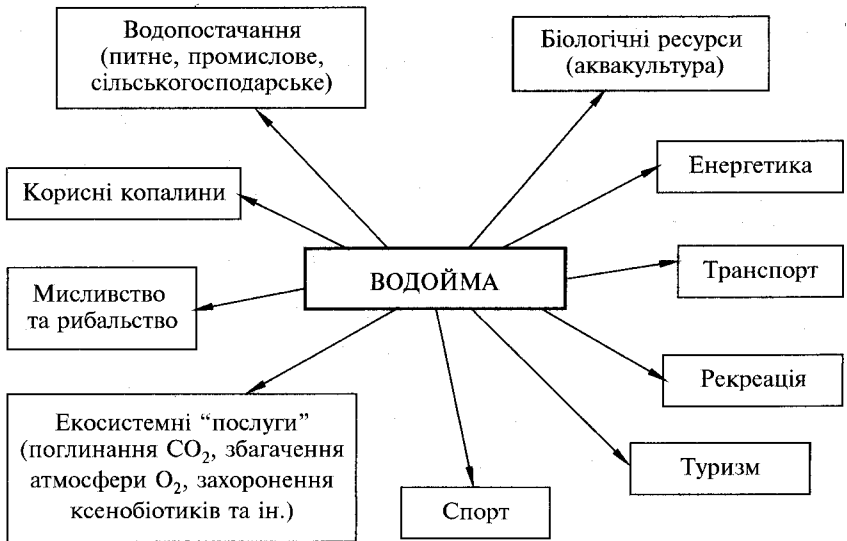 Водопостачання
(питне, промислове,
сільськогосподарське)
Біологічні ресурси
(аквакультура)
Корисні копалини
Енергетика
ВОДОЙМА
Транспорт
Мисливство
та рибальство
Рекреація
Екосистемні “послуги”
(поглинання CO₂, збагачення
атмосфери O₂, захоронення
ксенобіотиків та ін.)
Туризм
Спорт